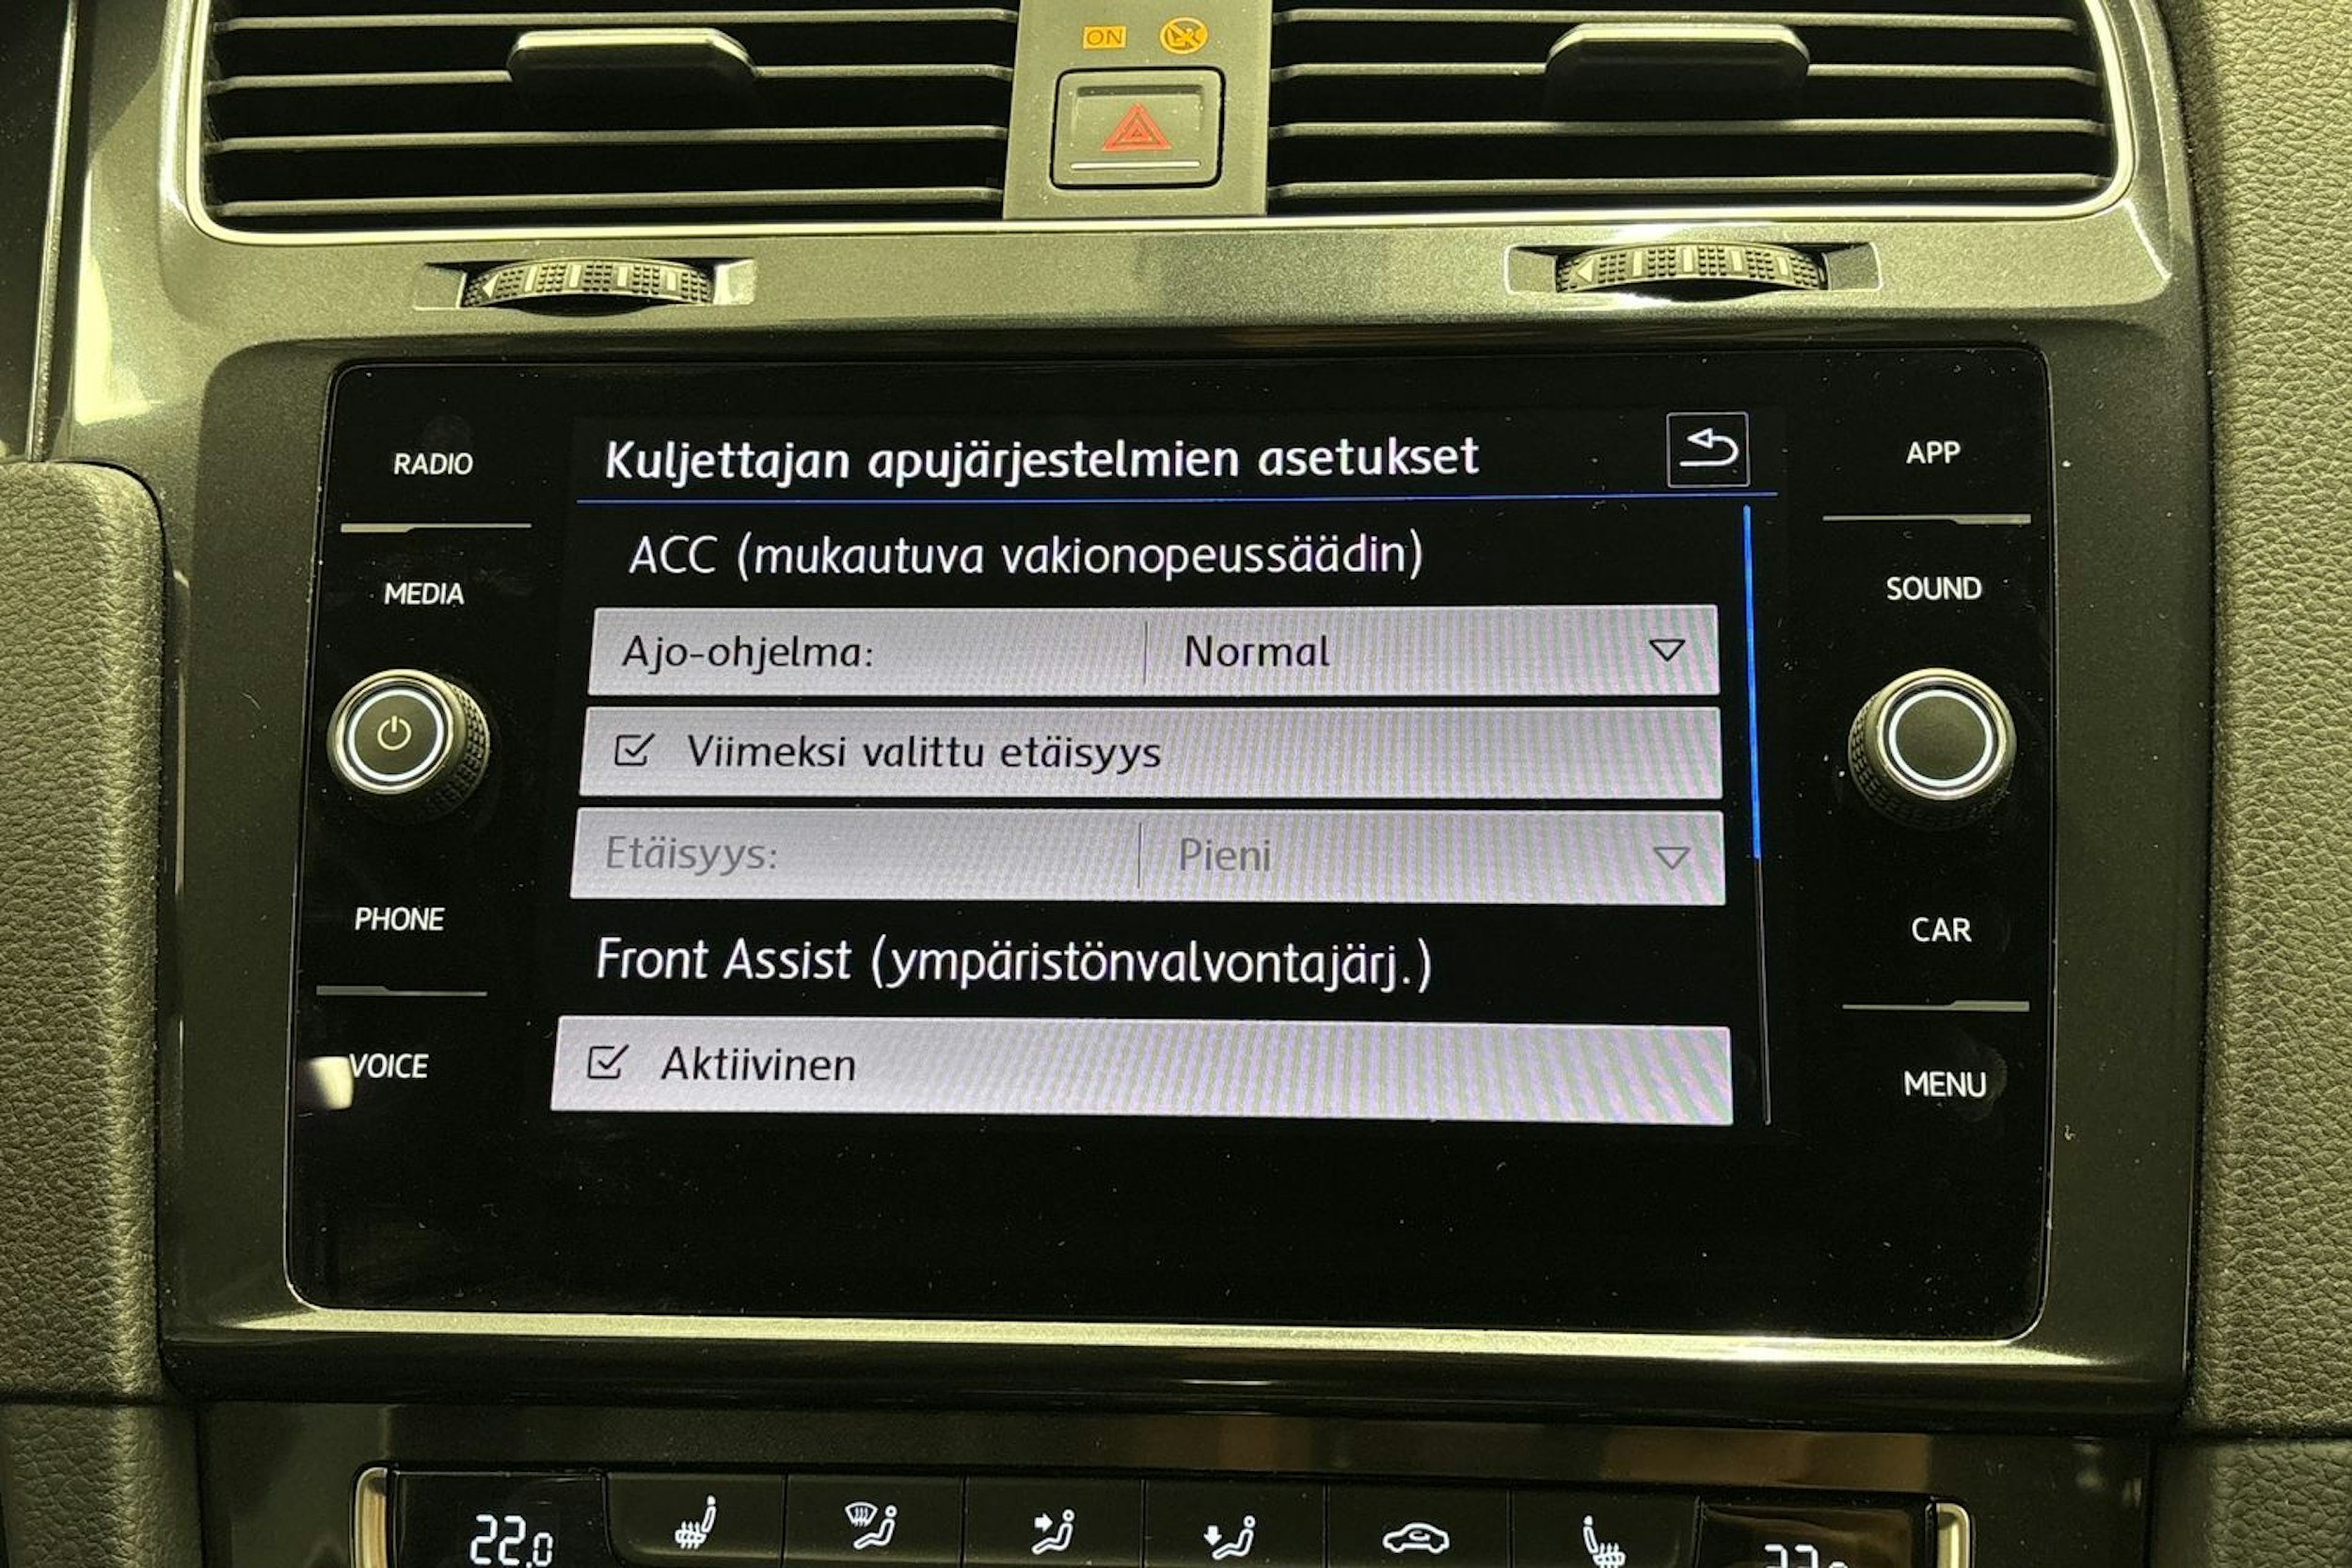 ON
RADIO
MEDIA
PHONE
VOICE
Kuljettajan apujärjestelmien asetukset
ACC (mukautuva vakionopeussäädin)
Ajo-ohjelma: Normal
Viimeksi valittu etäisyys
Etäisyys: Pieni
Front Assist (ympäristönvalvontajärj.)
Aktiivinen
APP
SOUND
CAR
MENU
22.0